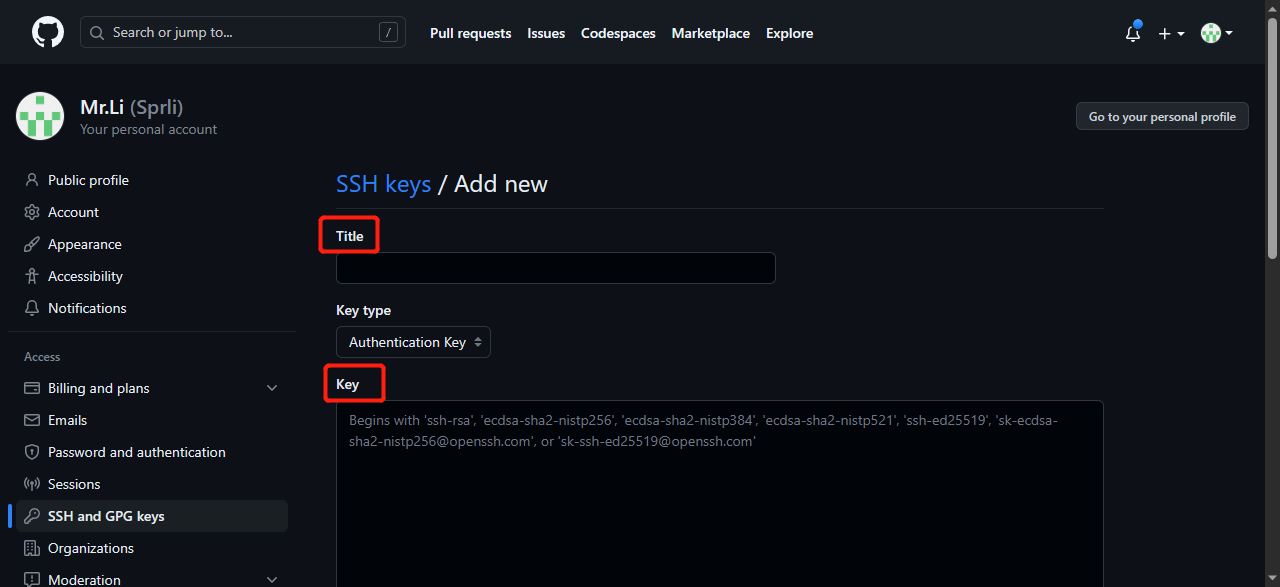 Search or jump to... /
Pull requests Issues Codespaces Marketplace Explore
Mr.Li (Sprli)
Your personal account
Go to your personal profile
Public profile
Account
Appearance
Accessibility
Notifications
Access
Billing and plans
Emails
Password and authentication
Sessions
SSH and GPG keys
Organizations
Moderation
SSH keys / Add new
Title
Key type
Authentication Key
Key
Begins with 'ssh-rsa', 'ecdsa-sha2-nistp256', 'ecdsa-sha2-nistp384', 'ecdsa-sha2-nistp521', 'ssh-ed25519', 'sk-ecdsa-
sha2-nistp256@openssh.com', or 'sk-ssh-ed25519@openssh.com'